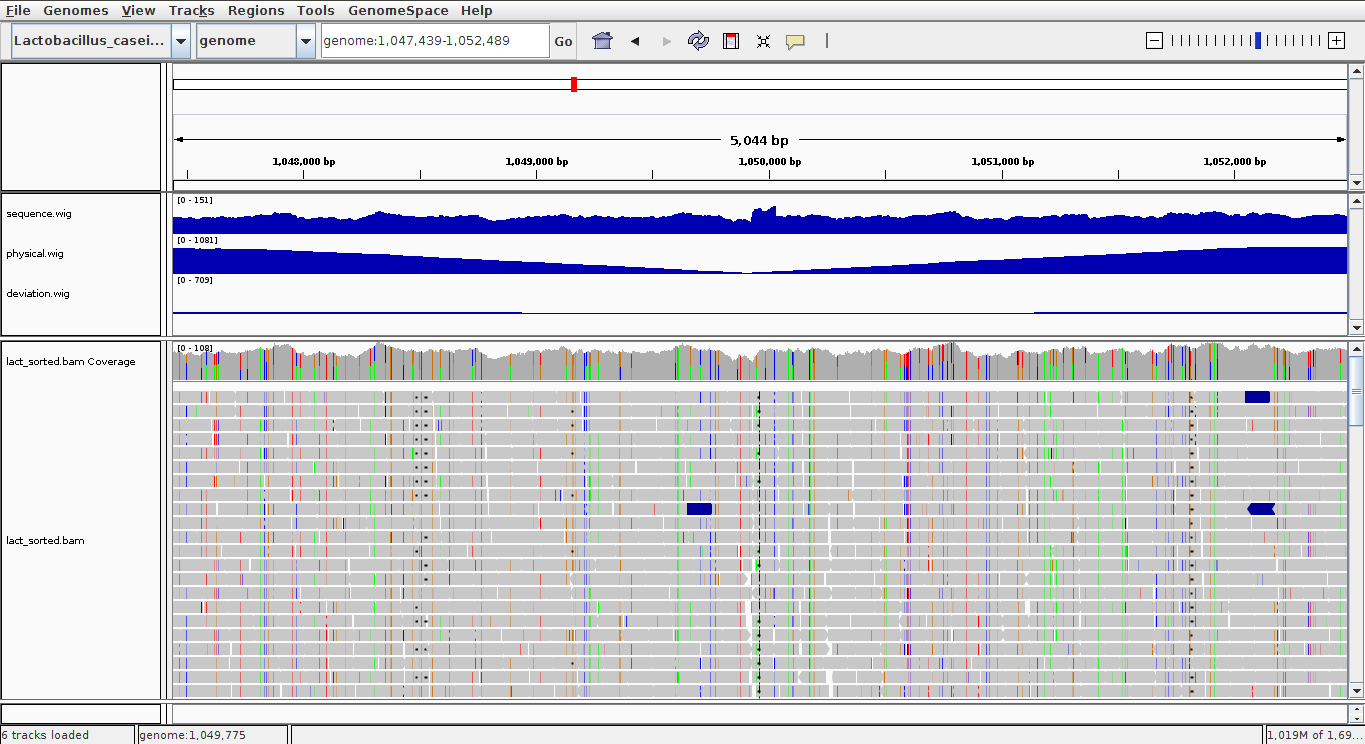 File Genomes View Tracks Regions Tools GenomeSpace Help
Lactobacillus_casei... genome genome:1,047,439-1,052,489 Go
5,044 bp
1,048,000 bp 1,049,000 bp 1,050,000 bp 1,051,000 bp 1,052,000 bp
[0 - 151]
sequence.wig
[0 - 1081]
physical.wig
[0 - 709]
deviation.wig
[0 - 108]
lact_sorted.bam Coverage
lact_sorted.bam
6 tracks loaded genome:1,049,775 1,019M of 1,69...